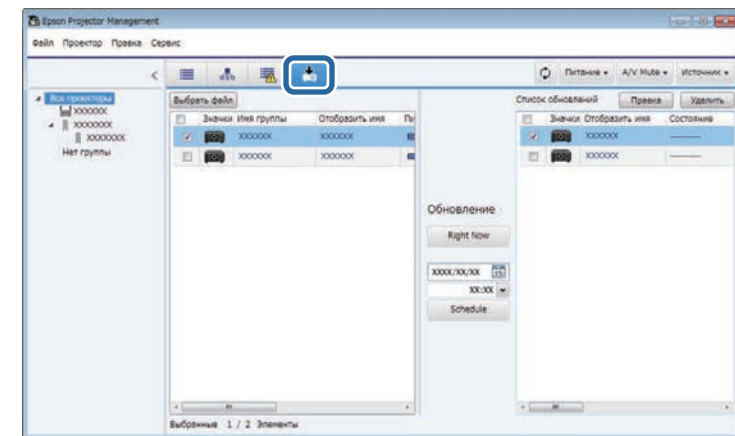 Epson Projector Management
Файл Проектор Правка Сервис
Питание A/V Mute Источник
Все проекторы
XXXXXXX
XXXXXXX
XXXXXXX
Нет группы
Выбрать файл
Значки Имя группы Отобразить имя
XXXXXX XXXXXX
XXXXXX XXXXXX
Выбранные 1 / 2 Элементы
Обновление
Right Now
XXXX/XX/XX 15
XX:XX
Schedule
Список обновлений Правка Удалить
Значки Отобразить имя Состояние
XXXXXX
XXXXXX